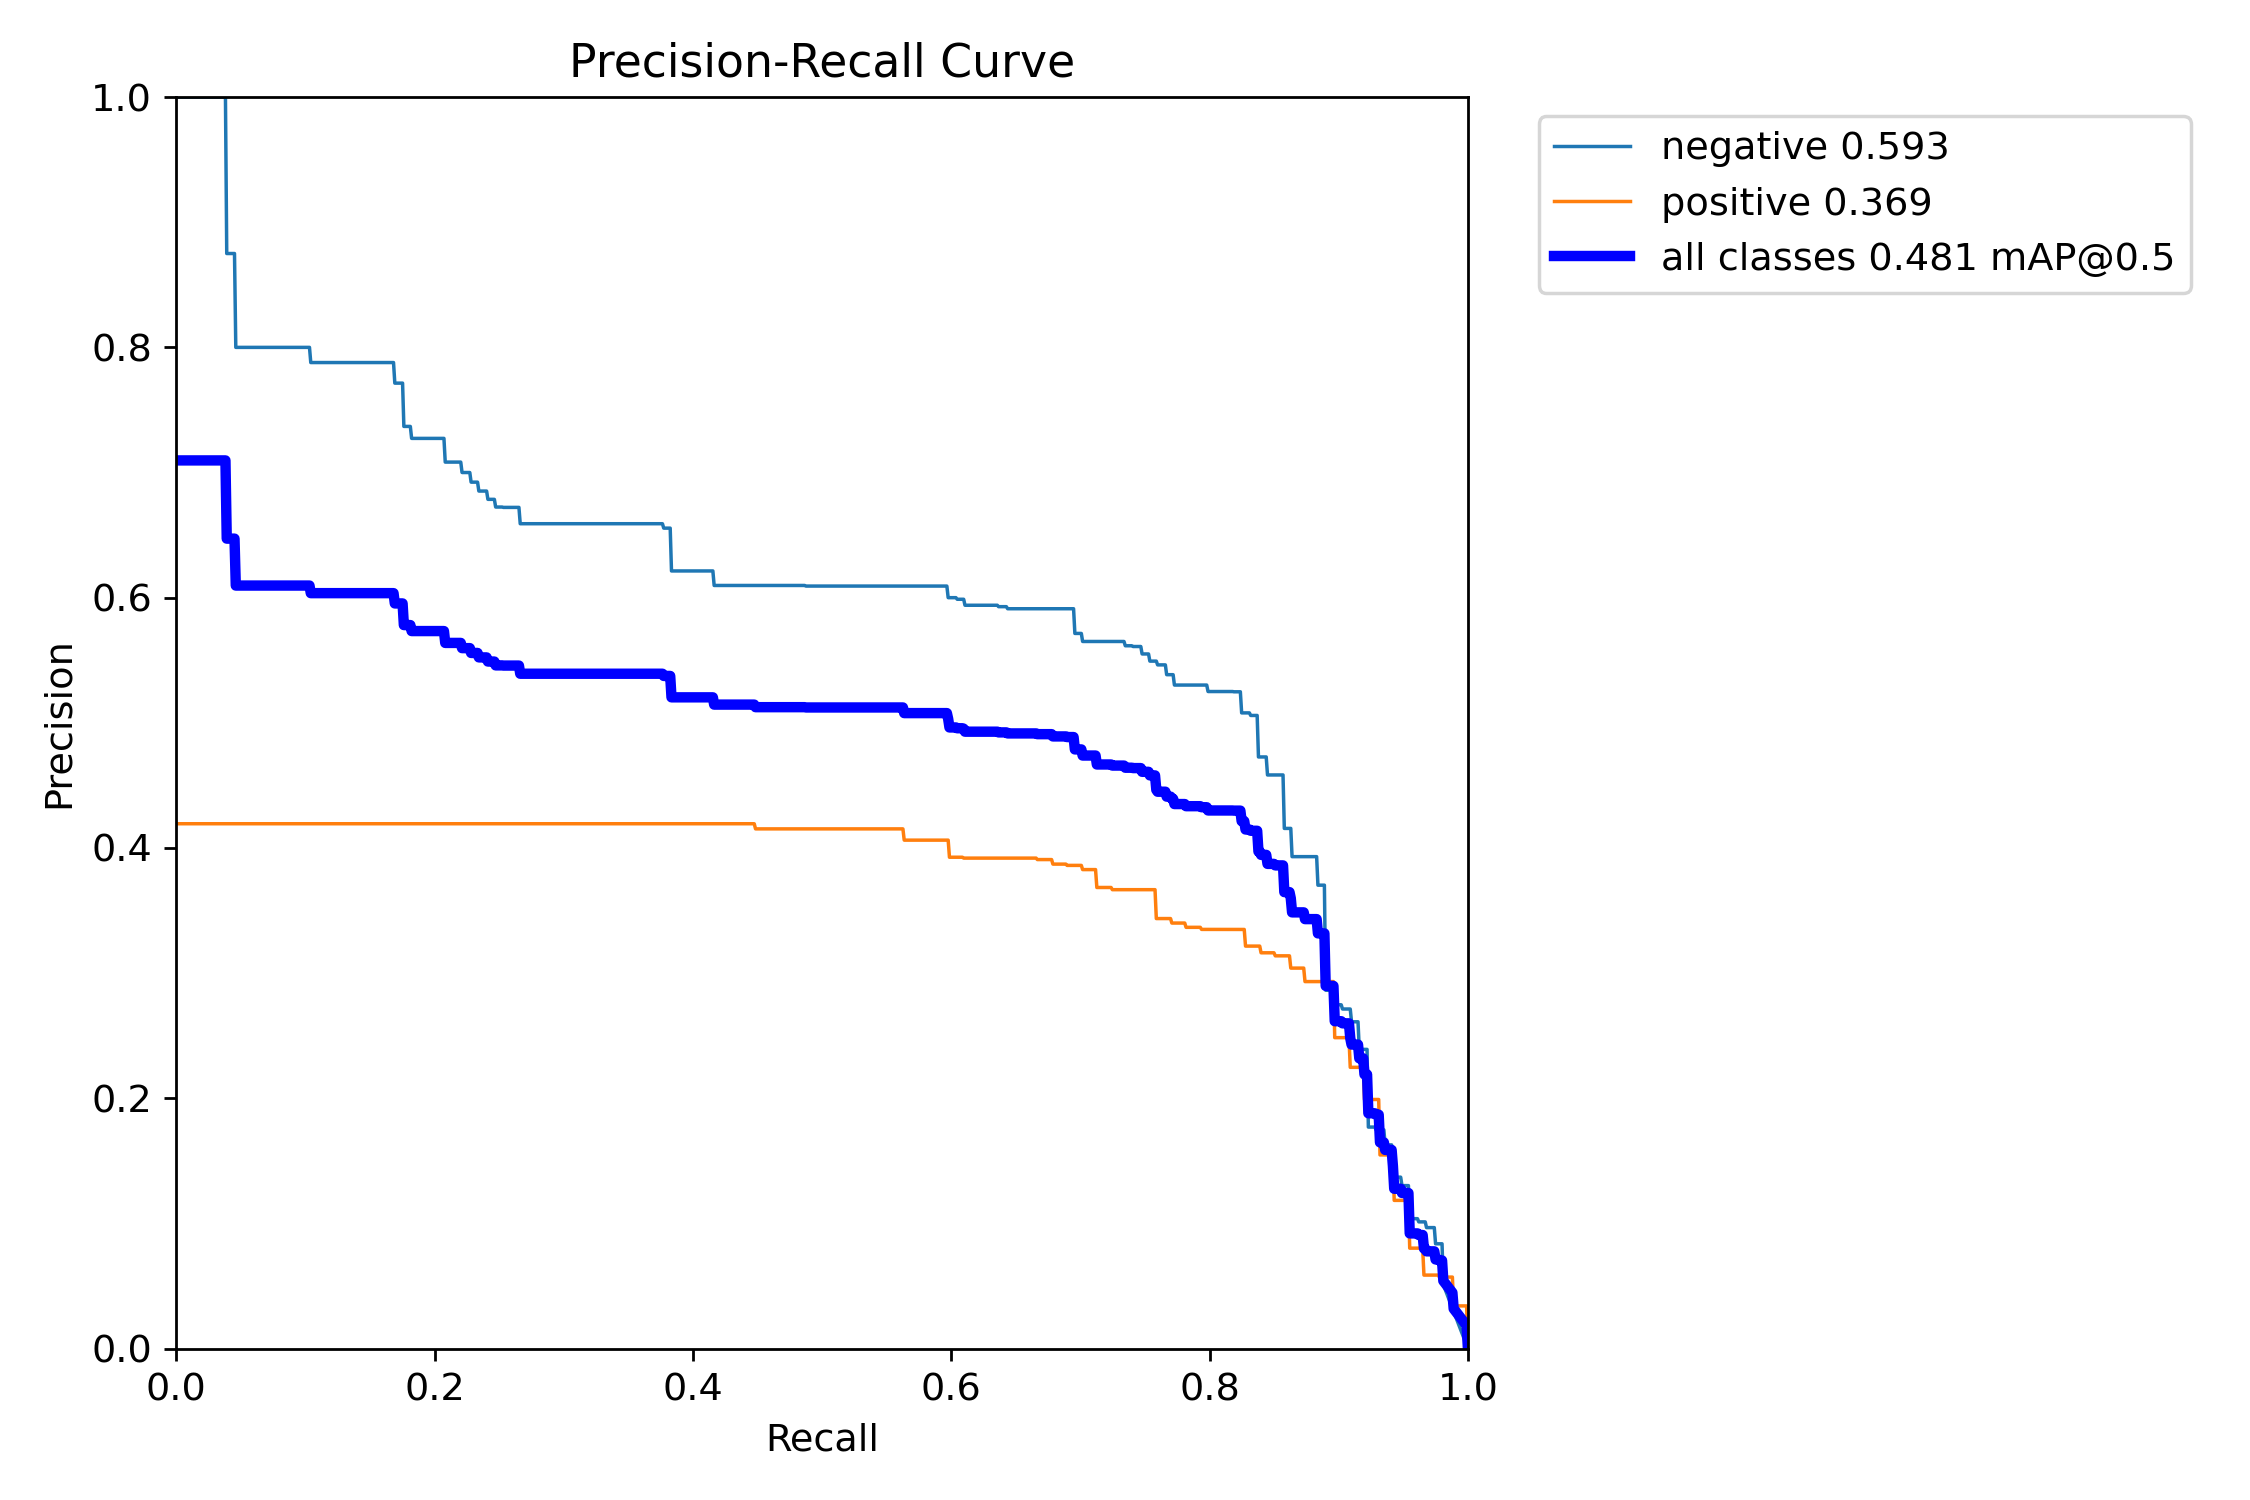 Precision-Recall Curve
1.0
0.8
0.6
0.4
0.2
0.0
Precision
0.0 0.2 0.4 0.6 0.8 1.0
Recall
negative 0.593
positive 0.369
all classes 0.481 mAP@0.5